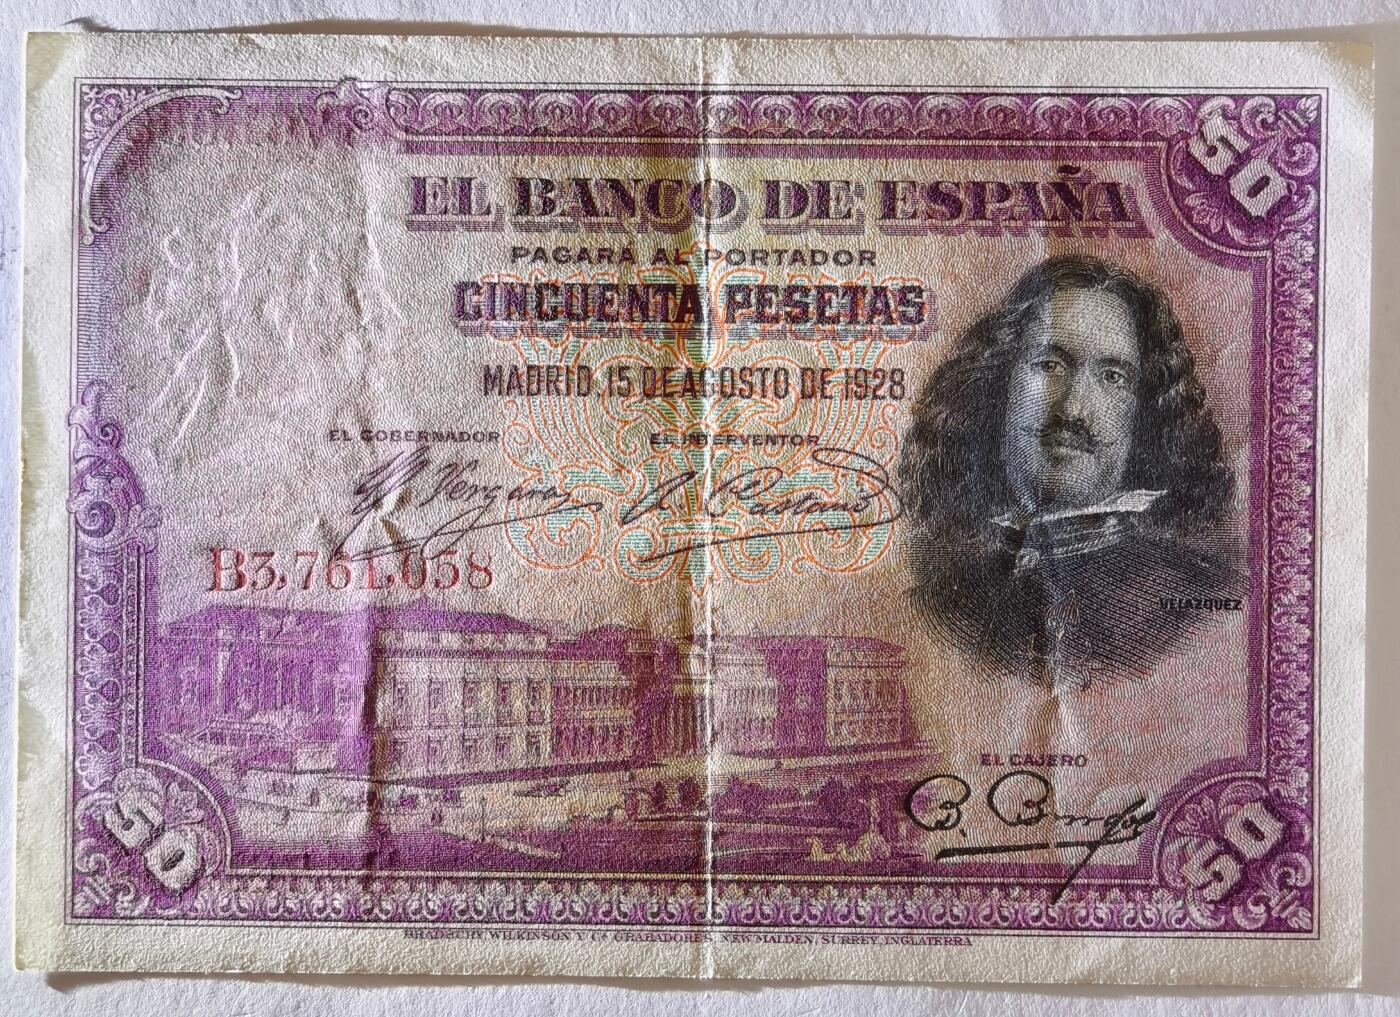 50
EL BANCO DE ESPAÑA
PAGARÁ AL PORTADOR
CINCUENTA PESETAS
MADRID, 15 DE AGOSTO DE 1928
EL GOBERNADOR EL INTERVENTOR
B3,761,058
VELAZQUEZ
EL CAJERO
50 50
BRADBURY, WILKINSON Y Cª GRABADORES, NEW MALDEN, SURREY, INGLATERRA